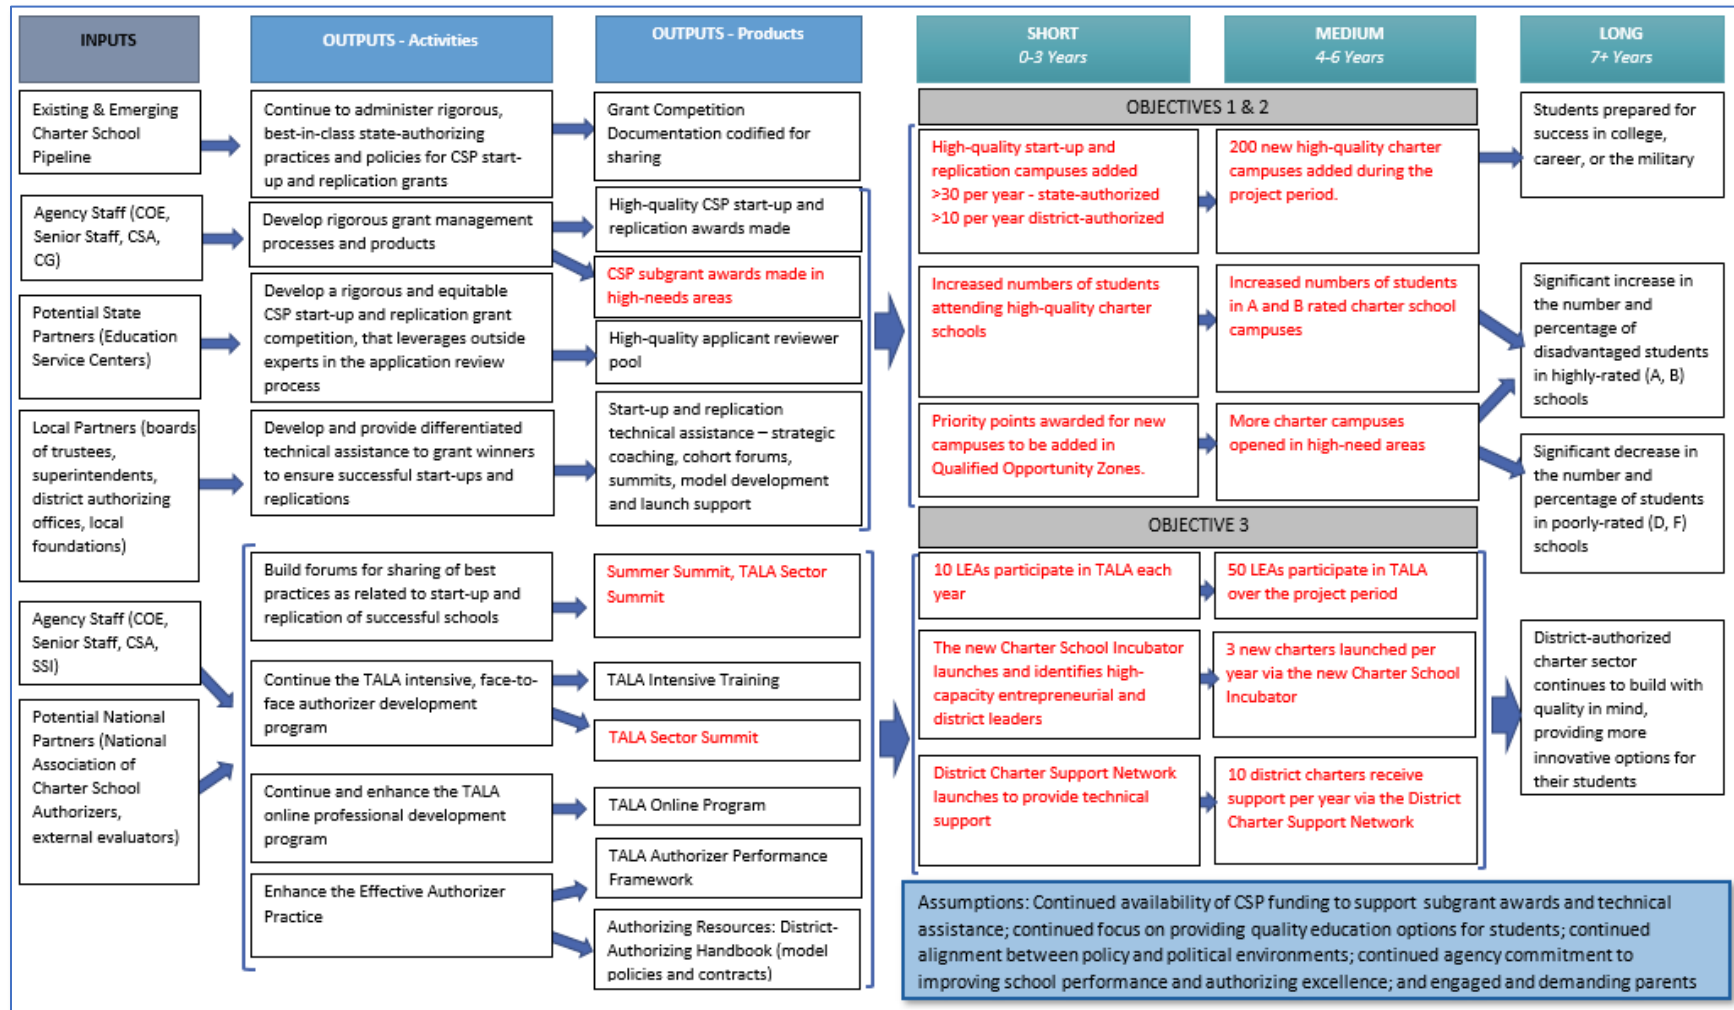 INPUTS
Existing & Emerging
Charter School
Pipeline
Agency Staff (COE,
Senior Staff, CSA,
CG)
Potential State
Partners (Education
Service Centers)
Local Partners (boards
of trustees,
superintendents,
district authorizing
offices, local
foundations)
Agency Staff (COE,
Senior Staff, CSA,
SSI)
Potential National
Partners (National
Association of
Charter School
Authorizers,
external evaluators)
OUTPUTS - Activities
Continue to administer rigorous,
best-in-class state-authorizing
practices and policies for CSP start-
up and replication grants
Develop rigorous grant management
processes and products
Develop a rigorous and equitable
CSP start-up and replication grant
competition, that leverages outside
experts in the application review
process
Develop and provide differentiated
technical assistance to grant winners
to ensure successful start-ups and
replications
Build forums for sharing of best
practices as related to start-up and
replication of successful schools
Continue the TALA intensive, face-to-
face authorizer development
program
Continue and enhance the TALA
online professional development
program
Enhance the Effective Authorizer
Practice
OUTPUTS - Products
Grant Competition
Documentation codified for
sharing
High-quality CSP start-up and
replication awards made
CSP subgrant awards made in
high-needs areas
High-quality applicant reviewer
pool
Start-up and replication
technical assistance – strategic
coaching, cohort forums,
summits, model development
and launch support
Summer Summit, TALA Sector
Summit
TALA Intensive Training
TALA Sector Summit
TALA Online Program
TALA Authorizer Performance
Framework
Authorizing Resources: District-
Authorizing Handbook (model
policies and contracts)
SHORT
0-3 Years
MEDIUM
4-6 Years
LONG
7+ Years
OBJECTIVES 1 & 2
High-quality start-up and
replication campuses added
>30 per year - state-authorized
>10 per year district-authorized
200 new high-quality charter
campuses added during the
project period.
Increased numbers of students
attending high-quality charter
schools
Increased numbers of students
in A and B rated charter school
campuses
Priority points awarded for new
campuses to be added in
Qualified Opportunity Zones.
More charter campuses
opened in high-need areas
OBJECTIVE 3
10 LEAs participate in TALA each
year
50 LEAs participate in TALA
over the project period
The new Charter School Incubator
launches and identifies high-
capacity entrepreneurial and
district leaders
3 new charters launched per
year via the new Charter School
Incubator
District Charter Support Network
launches to provide technical
support
10 district charters receive
support per year via the District
Charter Support Network
Students prepared for
success in college,
career, or the military
Significant increase in
the number and
percentage of
disadvantaged students
in highly-rated (A, B)
schools
Significant decrease in
the number and
percentage of students
in poorly-rated (D, F)
schools
District-authorized
charter sector
continues to build with
quality in mind,
providing more
innovative options for
their students
Assumptions: Continued availability of CSP funding to support subgrant awards and technical
assistance; continued focus on providing quality education options for students; continued
alignment between policy and political environments; continued agency commitment to
improving school performance and authorizing excellence; and engaged and demanding parents